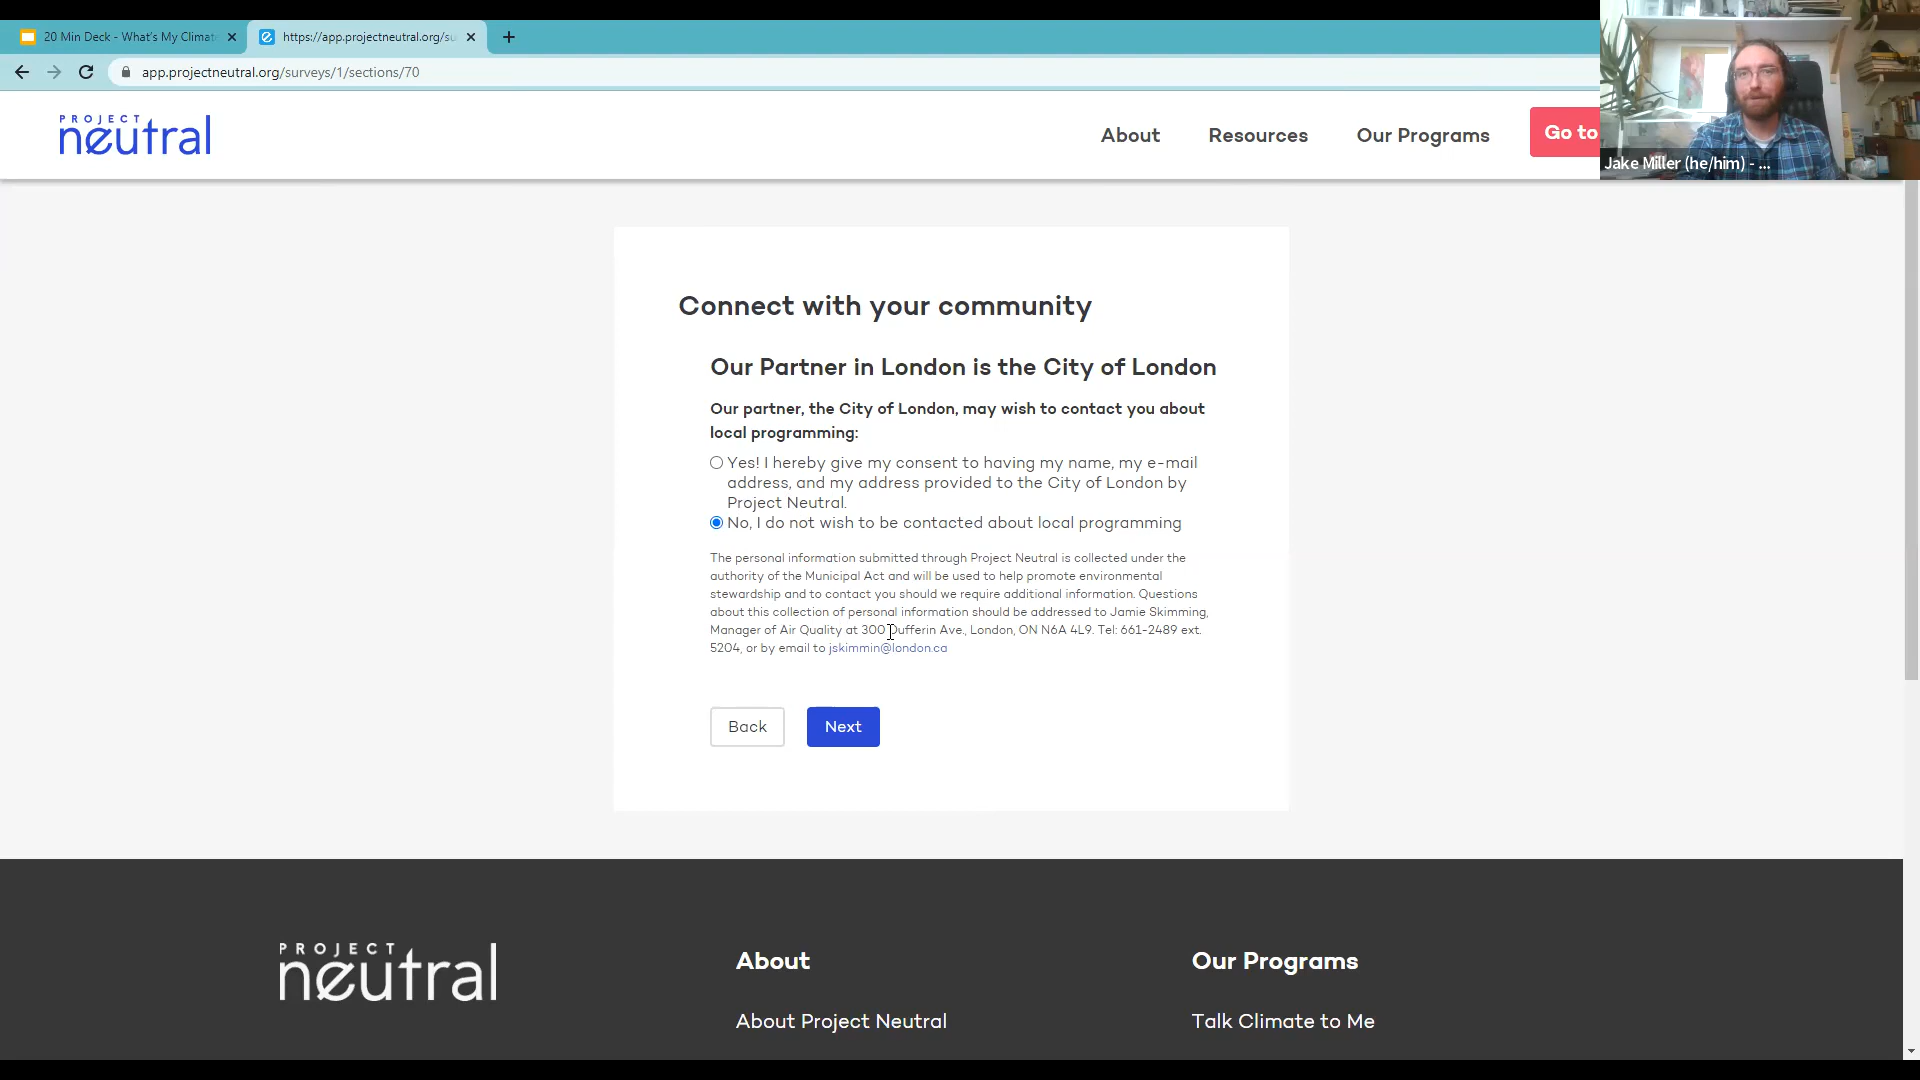 20 Min Deck - What's My Climat
https://app.projectneutral.org/su
app.projectneutral.org/surveys/1/sections/70
PROJECT
neutral
About
Resources
Our Programs
Go to
Jake Miller (he/him) - ...
Connect with your community
Our Partner in London is the City of London
Our partner, the City of London, may wish to contact you about
local programming:
Yes! I hereby give my consent to having my name, my e-mail
address, and my address provided to the City of London by
Project Neutral.
No, I do not wish to be contacted about local programming
The personal information submitted through Project Neutral is collected under the
authority of the Municipal Act and will be used to help promote environmental
stewardship and to contact you should we require additional information. Questions
about this collection of personal information should be addressed to Jamie Skimming,
Manager of Air Quality at 300 Dufferin Ave., London, ON N6A 4L9. Tel: 661-2489 ext.
5204, or by email to jskimmin@london.ca
Back
Next
PROJECT
neutral
About
Our Programs
About Project Neutral
Talk Climate to Me